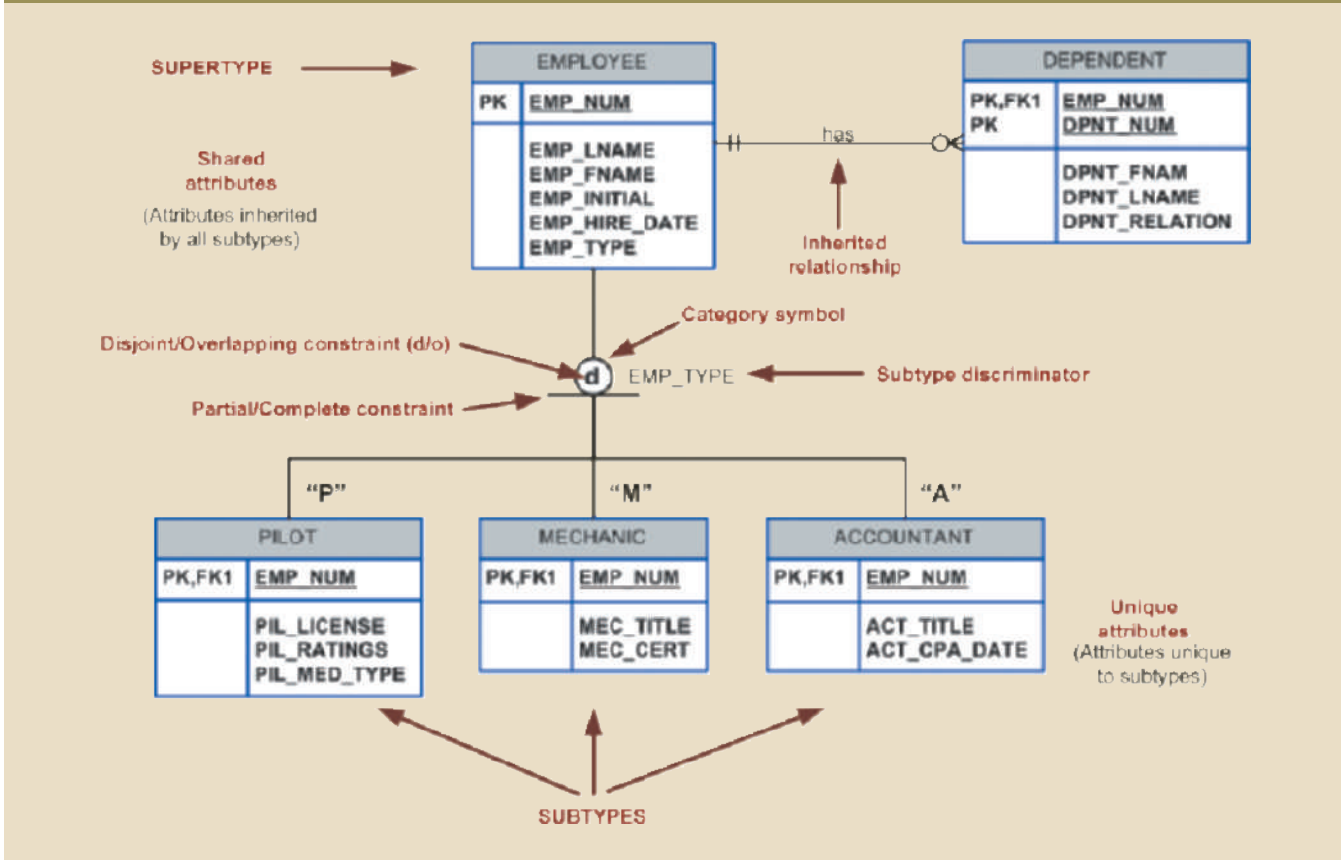 SUPERTYPE
EMPLOYEE
PK EMP_NUM
EMP_LNAME
EMP_FNAME
EMP_INITIAL
EMP_HIRE_DATE
EMP_TYPE
DEPENDENT
PK,FK1 EMP_NUM
PK DPNT_NUM
DPNT_FNAM
DPNT_LNAME
DPNT_RELATION
has
Shared
attributes
(Attributes inherited
by all subtypes)
Inherited
relationship
Category symbol
Disjoint/Overlapping constraint (d/o)
d
EMP_TYPE
Subtype discriminator
Partial/Complete constraint
“P”
“M”
“A”
PILOT
PK,FK1 EMP_NUM
PIL_LICENSE
PIL_RATINGS
PIL_MED_TYPE
MECHANIC
PK,FK1 EMP_NUM
MEC_TITLE
MEC_CERT
ACCOUNTANT
PK,FK1 EMP_NUM
ACT_TITLE
ACT_CPA_DATE
Unique
attributes
(Attributes unique
to subtypes)
SUBTYPES